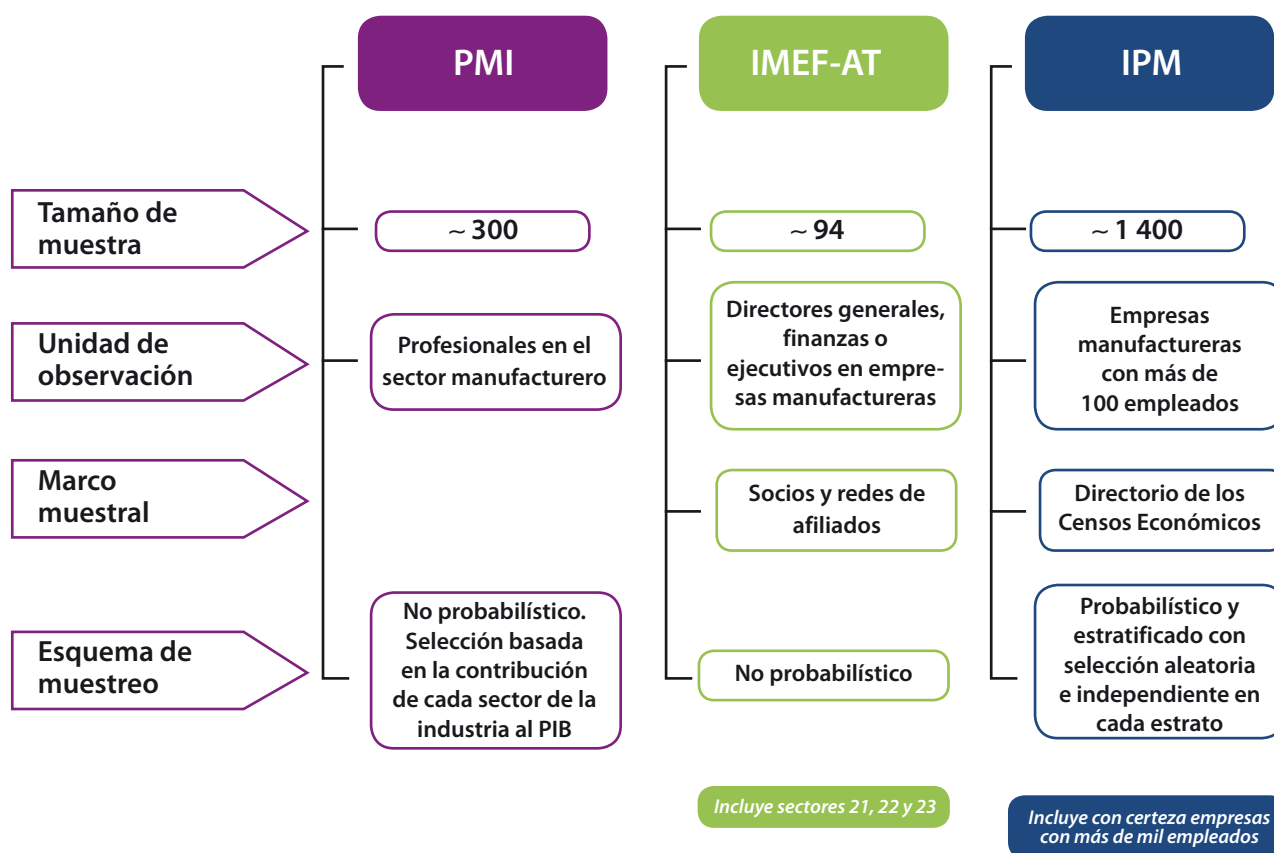 PMI
IMEF-AT
IPM
Tamaño de
muestra
~ 300
~ 94
~ 1 400
Unidad de
observación
Profesionales en el
sector manufacturero
Directores generales,
finanzas o
ejecutivos en empre-
sas manufactureras
Empresas
manufactureras
con más de
100 empleados
Marco
muestral
Socios y redes de
afiliados
Directorio de los
Censos Económicos
Esquema de
muestreo
No probabilístico.
Selección basada
en la contribución
de cada sector de la
industria al PIB
No probabilístico
Probabilístico y
estratificado con
selección aleatoria
e independiente en
cada estrato
Incluye sectores 21, 22 y 23
Incluye con certeza empresas
con más de mil empleados